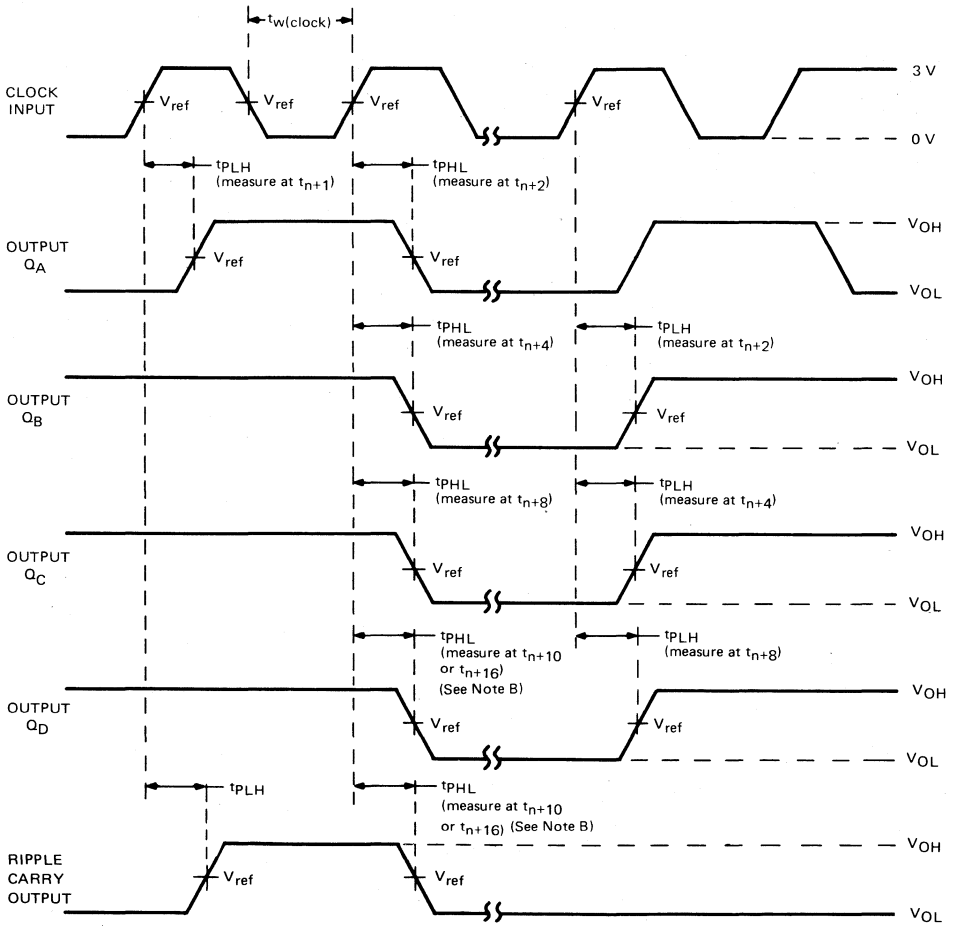 tw(clock)
3 V
CLOCK
INPUT
Vref
Vref
Vref
Vref
0 V
tPLH
(measure at tn+1)
tPHL
(measure at tn+2)
VOH
OUTPUT
QA
Vref
Vref
VOL
tPHL
(measure at tn+4)
tPLH
(measure at tn+2)
VOH
OUTPUT
QB
Vref
Vref
VOL
tPHL
(measure at tn+8)
tPLH
(measure at tn+4)
VOH
OUTPUT
QC
Vref
Vref
VOL
tPHL
(measure at tn+10
or tn+16)
(See Note B)
tPLH
(measure at tn+8)
VOH
OUTPUT
QD
Vref
Vref
VOL
tPLH
tPHL
(measure at tn+10
or tn+16) (See Note B)
VOH
RIPPLE
CARRY
OUTPUT
Vref
Vref
VOL